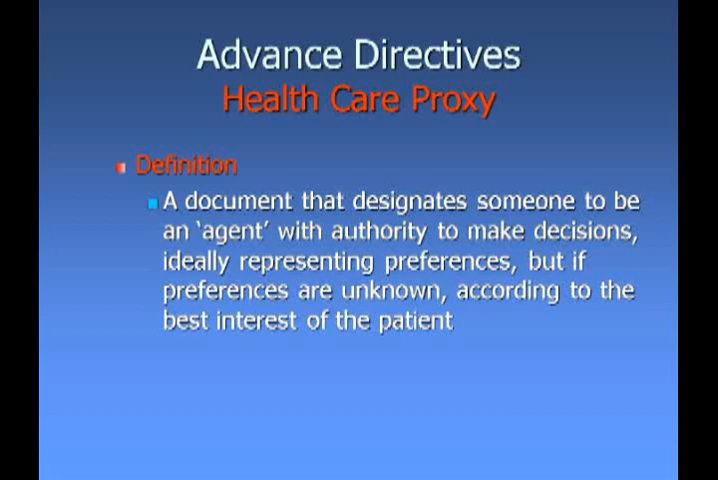 Advance Directives
Health Care Proxy
Definition
A document that designates someone to be
an ‘agent’ with authority to make decisions,
ideally representing preferences, but if
preferences are unknown, according to the
best interest of the patient